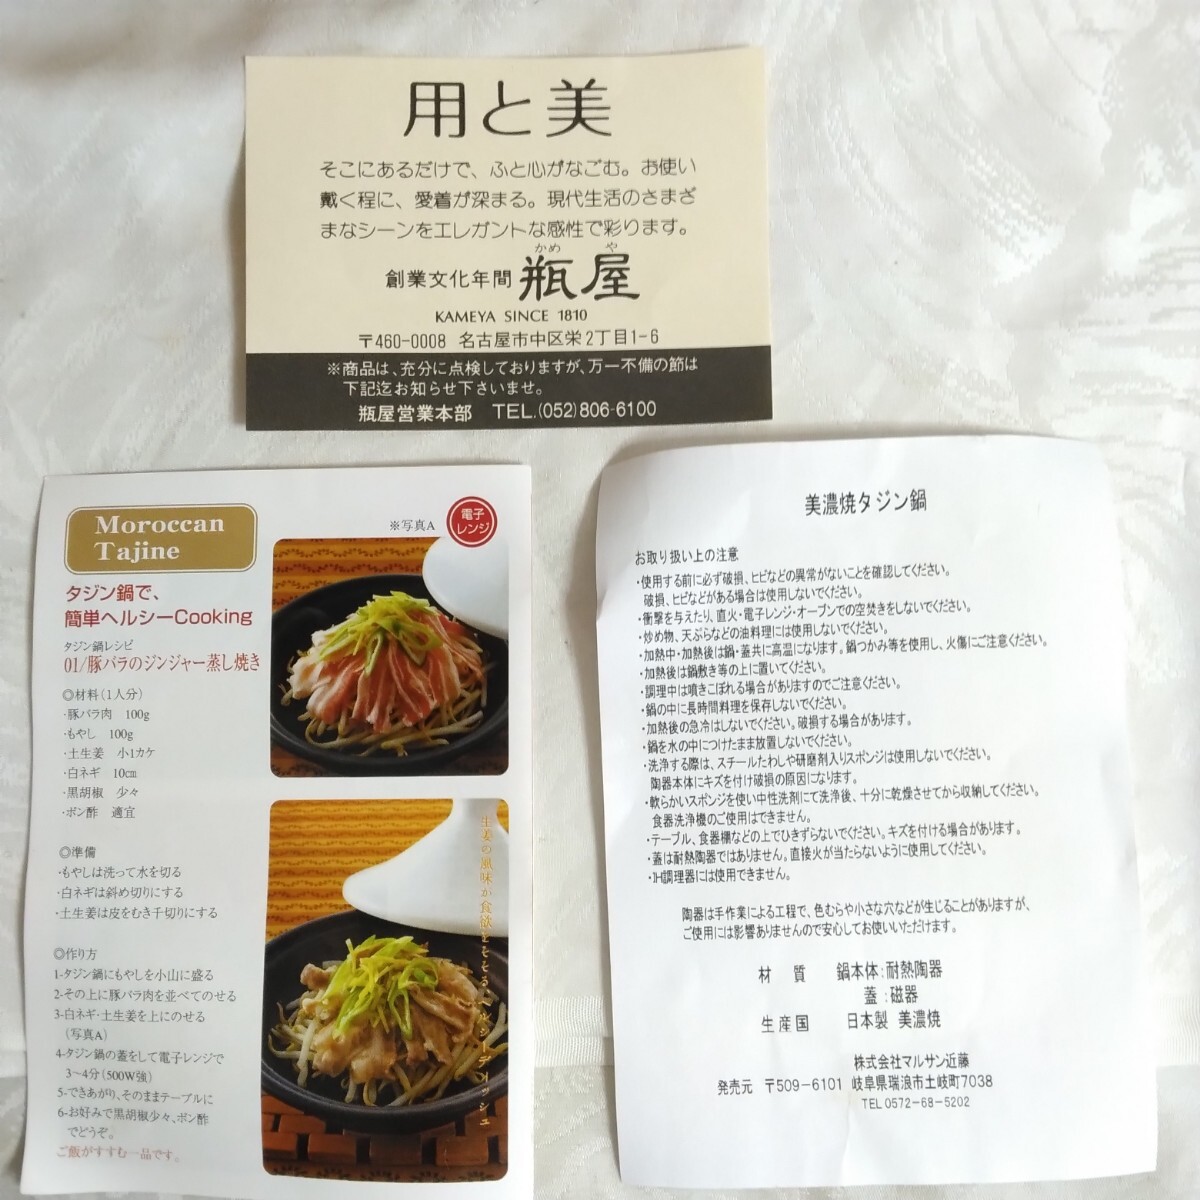 用と美
そこにあるだけで、ふと心がなごむ。お使い
戴く程に、愛着が深まる。現代生活のさまざ
まなシーンをエレガントな感性で彩ります。
かめ や
創業文化年間 瓶屋
KAMEYA SINCE 1810
〒460-0008 名古屋市中区栄2丁目1-6
※商品は、充分に点検しておりますが、万一不備の節は
下記迄お知らせ下さいませ。
瓶屋営業本部 TEL.(052)806-6100
Moroccan
Tajine
※写真A
電子
レンジ
タジン鍋で、
簡単ヘルシーCooking
タジン鍋レシピ
01/豚バラのジンジャー蒸し焼き
◎材料(1人分)
・豚バラ肉 100g
・もやし 100g
・土生姜 小1カケ
・白ネギ 10㎝
・黒胡椒 少々
・ポン酢 適宜
◎準備
・もやしは洗って水を切る
・白ネギは斜め切りにする
・土生姜は皮をむき千切りにする
◎作り方
1-タジン鍋にもやしを小山に盛る
2-その上に豚バラ肉を並べてのせる
3-白ネギ・土生姜を上にのせる
(写真A)
4-タジン鍋の蓋をして電子レンジで
3〜4分(500W強)
5-できあがり、そのままテーブルに
6-お好みで黒胡椒少々、ポン酢
でどうぞ。
ご飯がすすむ一品です。
生姜の風味が食欲をそそるヘルシーディッシュ
美濃焼タジン鍋
お取り扱い上の注意
・使用する前に必ず破損、ヒビなどの異常がないことを確認してください。
破損、ヒビなどがある場合は使用しないでください。
・衝撃を与えたり、直火・電子レンジ・オーブンでの空焚きをしないでください。
・炒め物、天ぷらなどの油料理には使用しないでください。
・加熱中・加熱後は鍋・蓋共に高温になります。鍋つかみ等を使用し、火傷にご注意ください。
・加熱後は鍋敷き等の上に置いてください。
・調理中は噴きこぼれる場合がありますのでご注意ください。
・鍋の中に長時間料理を保存しないでください。
・加熱後の急冷はしないでください。破損する場合があります。
・鍋を水の中につけたまま放置しないでください。
・洗浄する際は、スチールたわしや研磨剤入りスポンジは使用しないでください。
陶器本体にキズを付け破損の原因になります。
・軟らかいスポンジを使い中性洗剤にて洗浄後、十分に乾燥させてから収納してください。
食器洗浄機のご使用はできません。
・テーブル、食器棚などの上でひきずらないでください。キズを付ける場合があります。
・蓋は耐熱陶器ではありません。直接火が当たらないように使用してください。
・IH調理器には使用できません。
陶器は手作業による工程で、色むらや小さな穴などが生じることがありますが、
ご使用には影響ありませんので安心してお使いいただけます。
材 質 鍋本体:耐熱陶器
蓋:磁器
生産国 日本製 美濃焼
株式会社マルサン近藤
発売元 〒509-6101 岐阜県瑞浪市土岐町7038
TEL 0572-68-5202